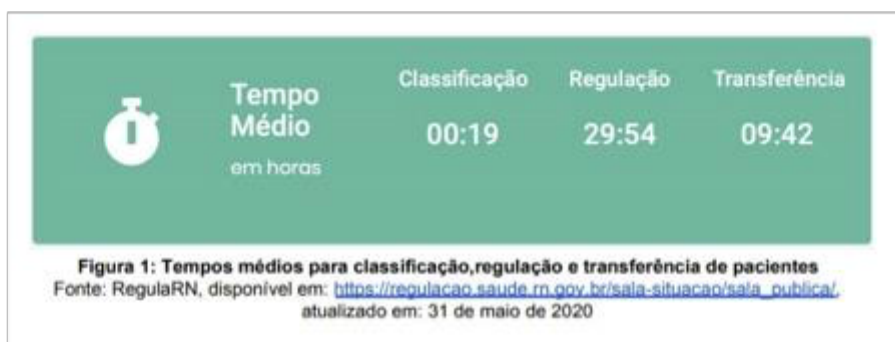 Tempo Médio
em horas
Classificação
00:19
Regulação
29:54
Transferência
09:42
Figura 1: Tempos médios para classificação,regulação e transferência de pacientes
Fonte: RegulaRN, disponível em: https://regulacao.saude.rn.gov.br/sala-situacao/sala_publica/,
atualizado em: 31 de maio de 2020